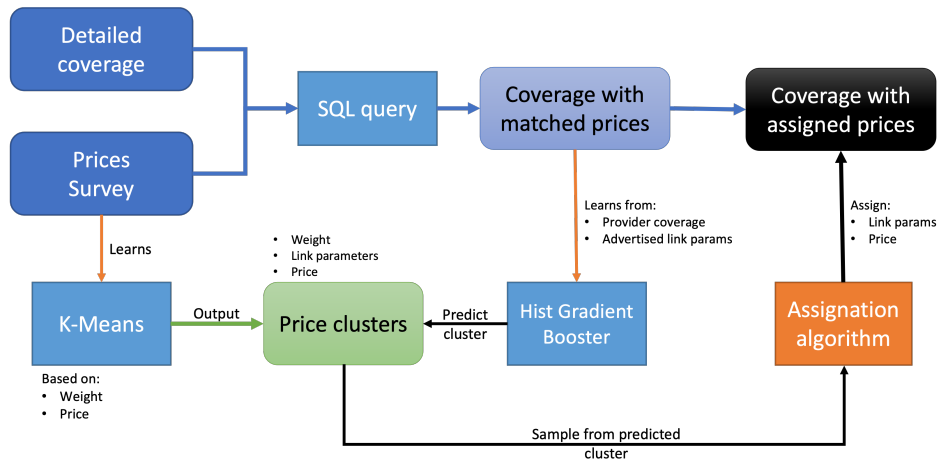 Detailed
coverage
SQL query
Coverage with
matched prices
Coverage with
assigned prices
Prices
Survey
Learns
Learns from:
• Provider coverage
• Advertised link params
Assign:
• Link params
• Price
• Weight
• Link parameters
• Price
K-Means
Output
Price clusters
Predict
cluster
Hist Gradient
Booster
Assignation
algorithm
Based on:
• Weight
• Price
Sample from predicted
cluster